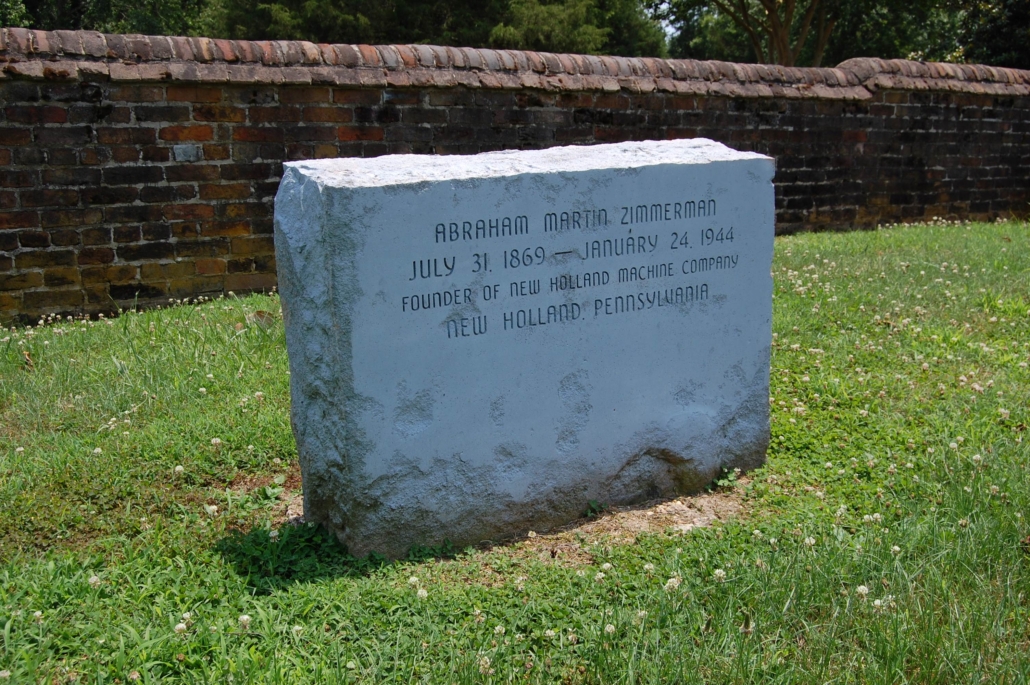 ABRAHAM MARTIN ZIMMERMAN
JULY 31, 1869 — JANUARY 24, 1944
FOUNDER OF NEW HOLLAND MACHINE COMPANY
NEW HOLLAND, PENNSYLVANIA